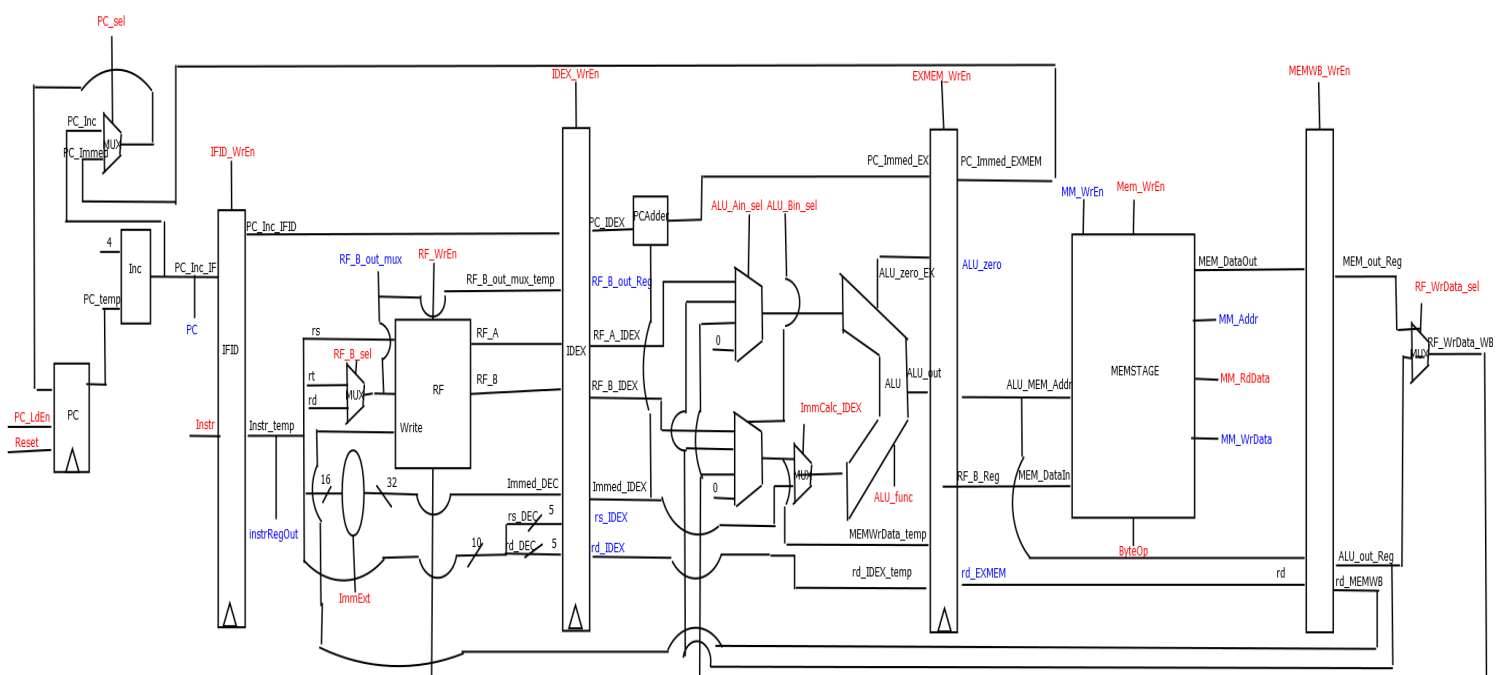 PC_sel
PC_Inc
PC_Immed
MUX
IFID_WrEn
IDEX_WrEn
EXMEM_WrEn
MEMWB_WrEn
PC_Immed_EX
PC_Immed_EXMEM
MM_WrEn
Mem_WrEn
4
Inc
PC_Inc_IF
PC_temp
PC
PC_Inc_IFID
PC_IDEX
PCAdder
ALU_Ain_sel
ALU_Bin_sel
RF_B_out_mux
RF_WrEn
RF_B_out_mux_temp
RF_B_out_Reg
ALU_zero_EX
ALU_zero
MEM_DataOut
MEM_out_Reg
RF_WrData_sel
MM_Addr
rs
RF_A
RF_A_IDEX
0
IFID
RF_B_sel
IDEX
MUX
RF_WrData_WB
rt
rd
MUX
RF
RF_B
RF_B_IDEX
ALU
ALU_out
ALU_MEM_Addr
MEMSTAGE
MM_RdData
PC
PC_LdEn
Reset
Instr
Instr_temp
Write
ImmCalc_IDEX
MM_WrData
16
32
Immed_DEC
Immed_IDEX
0
MUX
ALU_func
RF_B_Reg
MEM_DataIn
instrRegOut
rs_DEC
5
rs_IDEX
10
rd_DEC
5
rd_IDEX
MEMWrData_temp
ByteOp
ALU_out_Reg
ImmExt
rd_IDEX_temp
rd_EXMEM
rd
rd_MEMWB